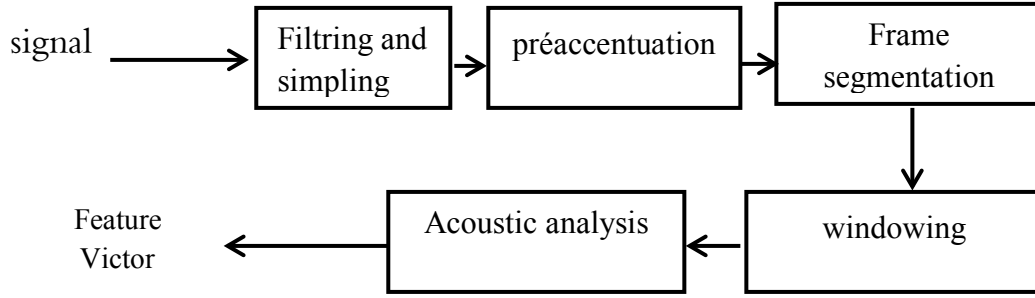 signal
Filtring and
simpling
préaccentuation
Frame
segmentation
windowing
Acoustic analysis
Feature
Victor